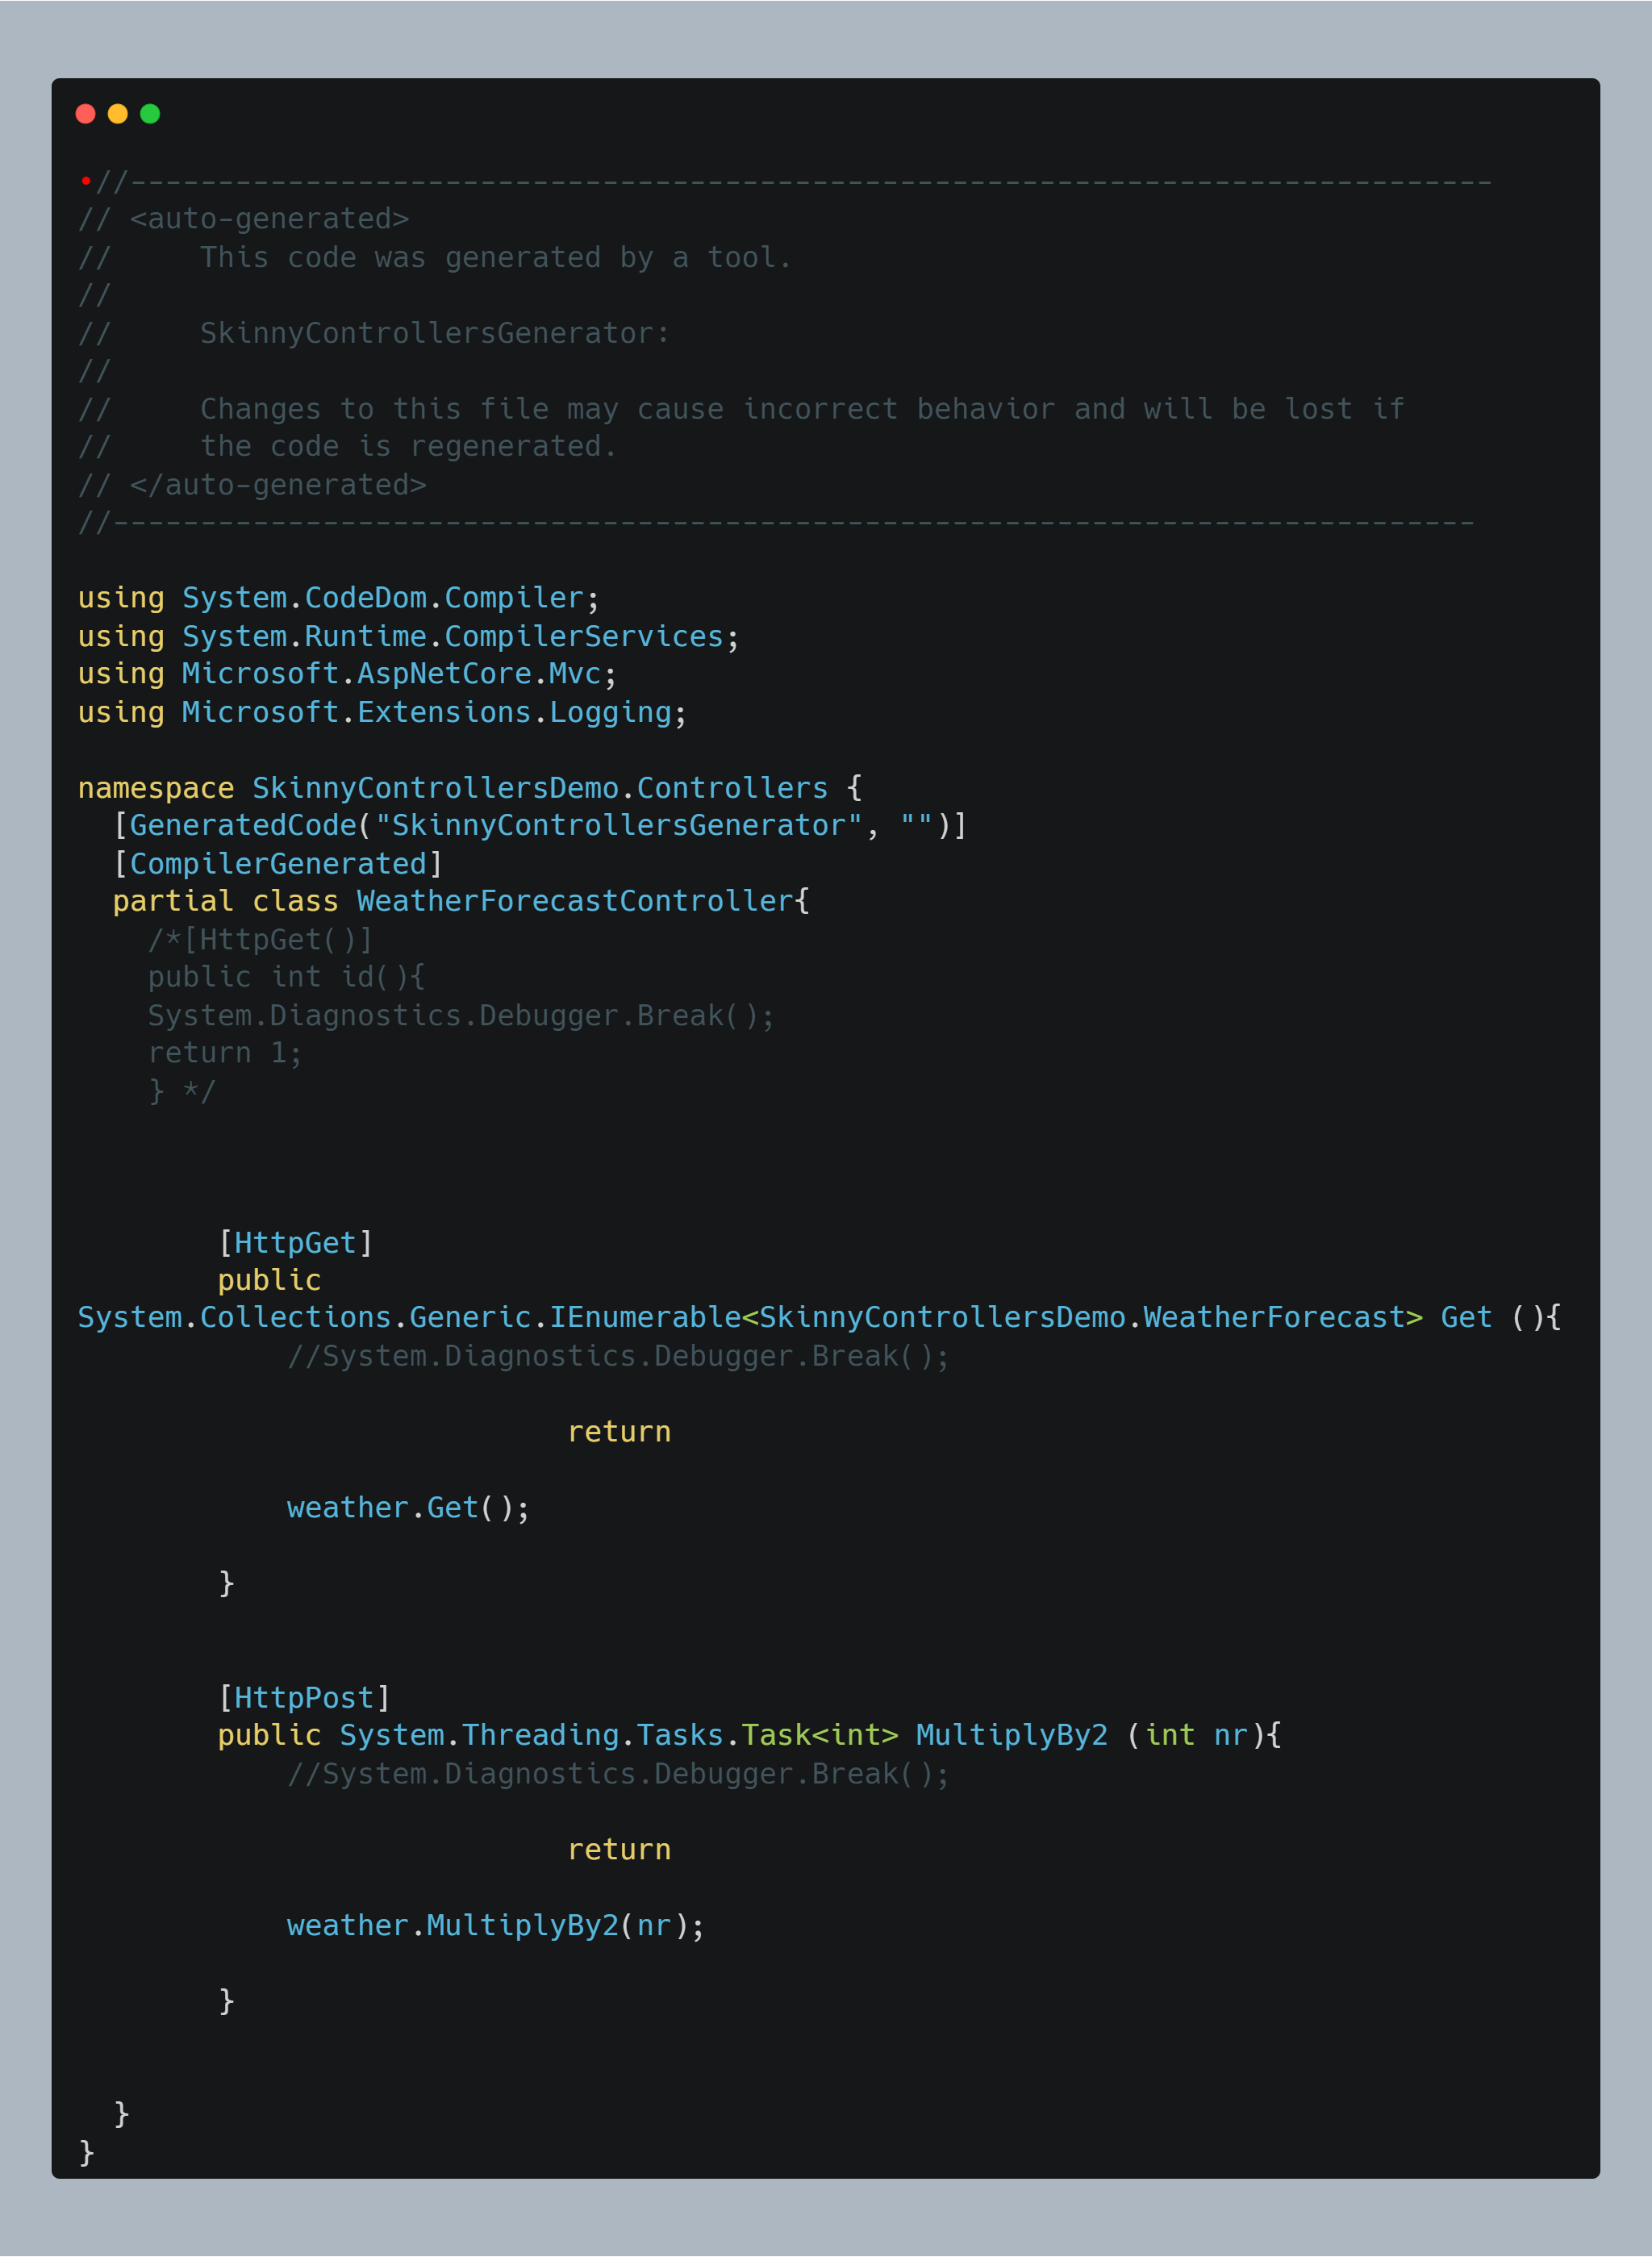 •//------------------------------------------------------------------------------
// <auto-generated>
//     This code was generated by a tool.
//
//     SkinnyControllersGenerator:
//
//     Changes to this file may cause incorrect behavior and will be lost if
//     the code is regenerated.
// </auto-generated>
//------------------------------------------------------------------------------
using System.CodeDom.Compiler;
using System.Runtime.CompilerServices;
using Microsoft.AspNetCore.Mvc;
using Microsoft.Extensions.Logging;
namespace SkinnyControllersDemo.Controllers {
  [GeneratedCode("SkinnyControllersGenerator", "")]
  [CompilerGenerated]
  partial class WeatherForecastController{
    /*[HttpGet()]
    public int id(){
    System.Diagnostics.Debugger.Break();
    return 1;
    } */
        [HttpGet]
        public
System.Collections.Generic.IEnumerable<SkinnyControllersDemo.WeatherForecast> Get (){
            //System.Diagnostics.Debugger.Break();
                            return
            weather.Get();
        }
        [HttpPost]
        public System.Threading.Tasks.Task<int> MultiplyBy2 (int nr){
            //System.Diagnostics.Debugger.Break();
                            return
            weather.MultiplyBy2(nr);
        }
  }
}